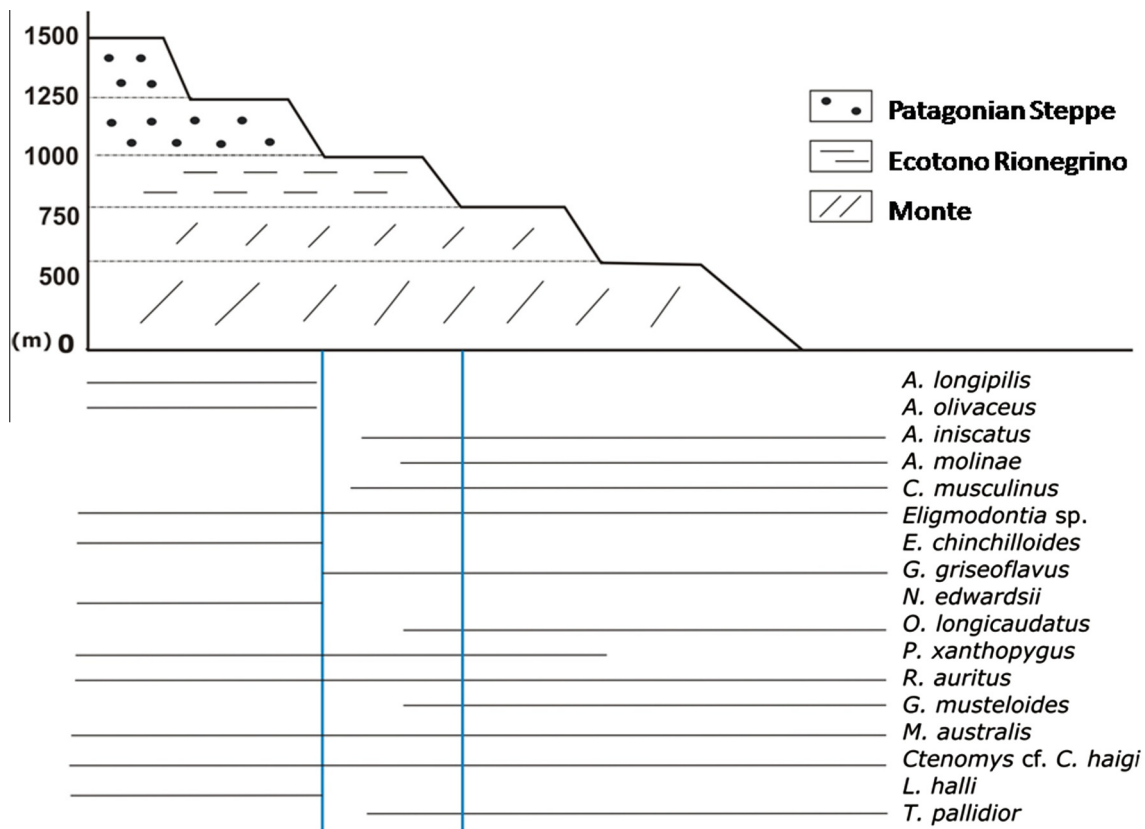 1500
1250
1000
750
500
(m) 0
Patagonian Steppe
Ecotono Rionegrino
Monte
A. longipilis
A. olivaceus
A. iniscatus
A. molinae
C. musculinus
Eligmodontia sp.
E. chinchilloides
G. griseoflavus
N. edwardsii
O. longicaudatus
P. xanthopygus
R. auritus
G. musteloides
M. australis
Ctenomys cf. C. haigi
L. halli
T. pallidior